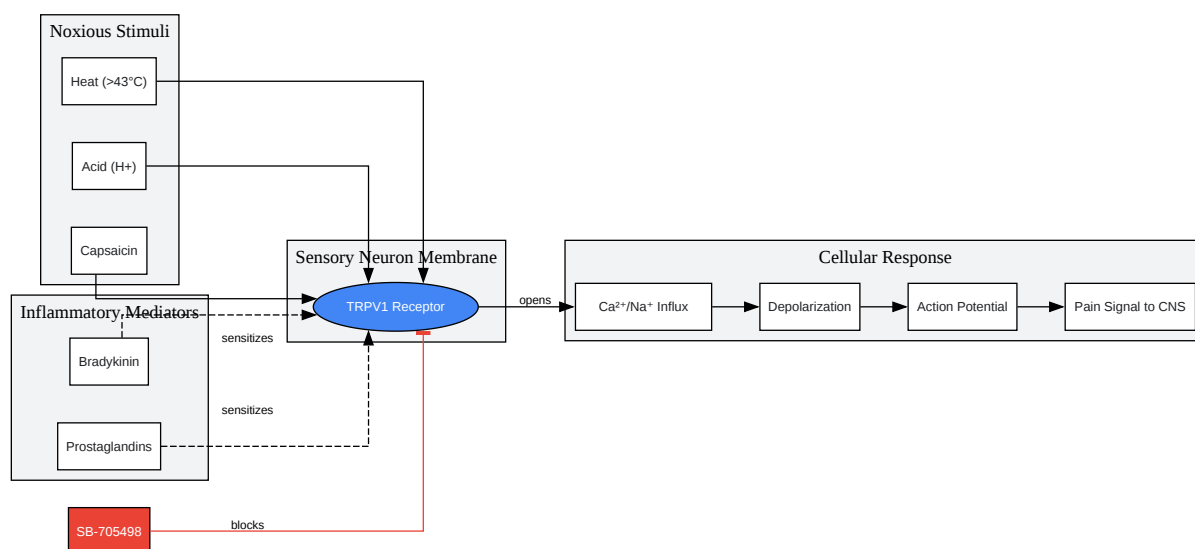 Noxious Stimuli
Heat (>43°C)
Acid (H+)
Capsaicin
Inflammatory Mediators
Bradykinin
Prostaglandins
SB-705498
sensitizes
sensitizes
blocks
Sensory Neuron Membrane
TRPV1 Receptor
opens
Cellular Response
Ca²⁺/Na⁺ Influx
Depolarization
Action Potential
Pain Signal to CNS